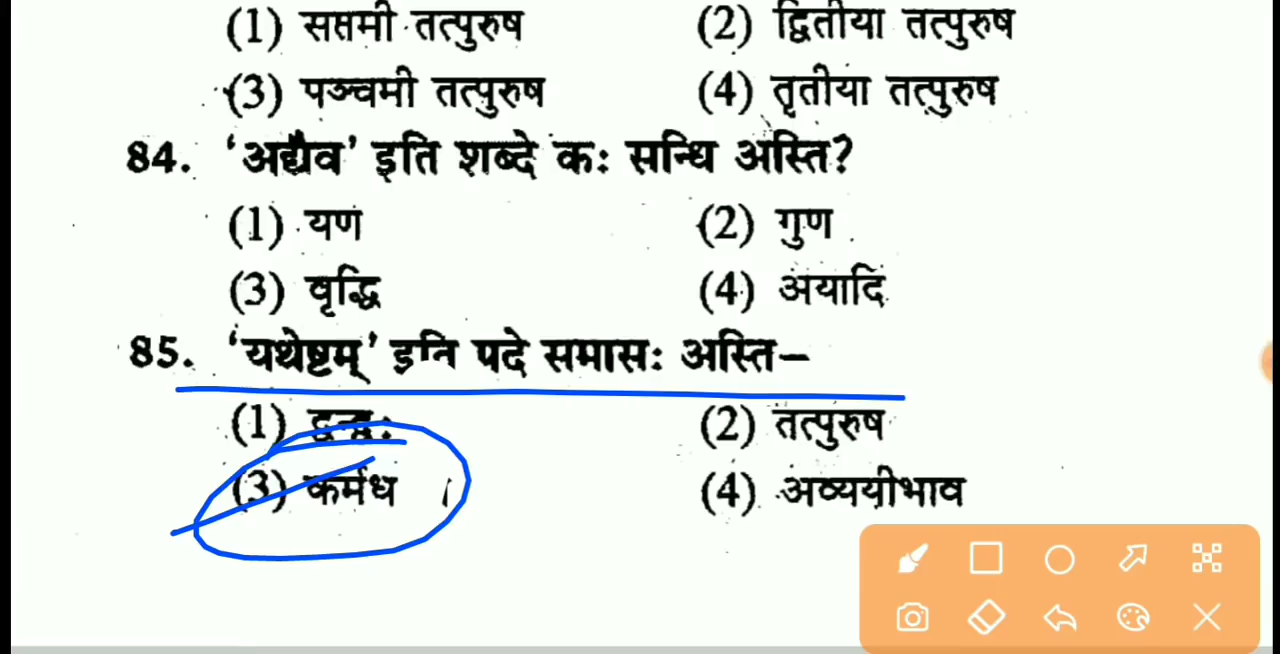 (1) सप्तमी तत्पुरुष (2) द्वितीया तत्पुरुष
(3) पञ्चमी तत्पुरुष (4) तृतीया तत्पुरुष
84. ‘अद्यैव’ इति शब्दे कः सन्धि अस्ति?
(1) यण (2) गुण
(3) वृद्धि (4) अयादि
85. ‘यथेष्टम्’ इति पदे समासः अस्ति–
(1) द्वन्द्वः (2) तत्पुरुष
(3) कर्मध (4) अव्ययीभाव